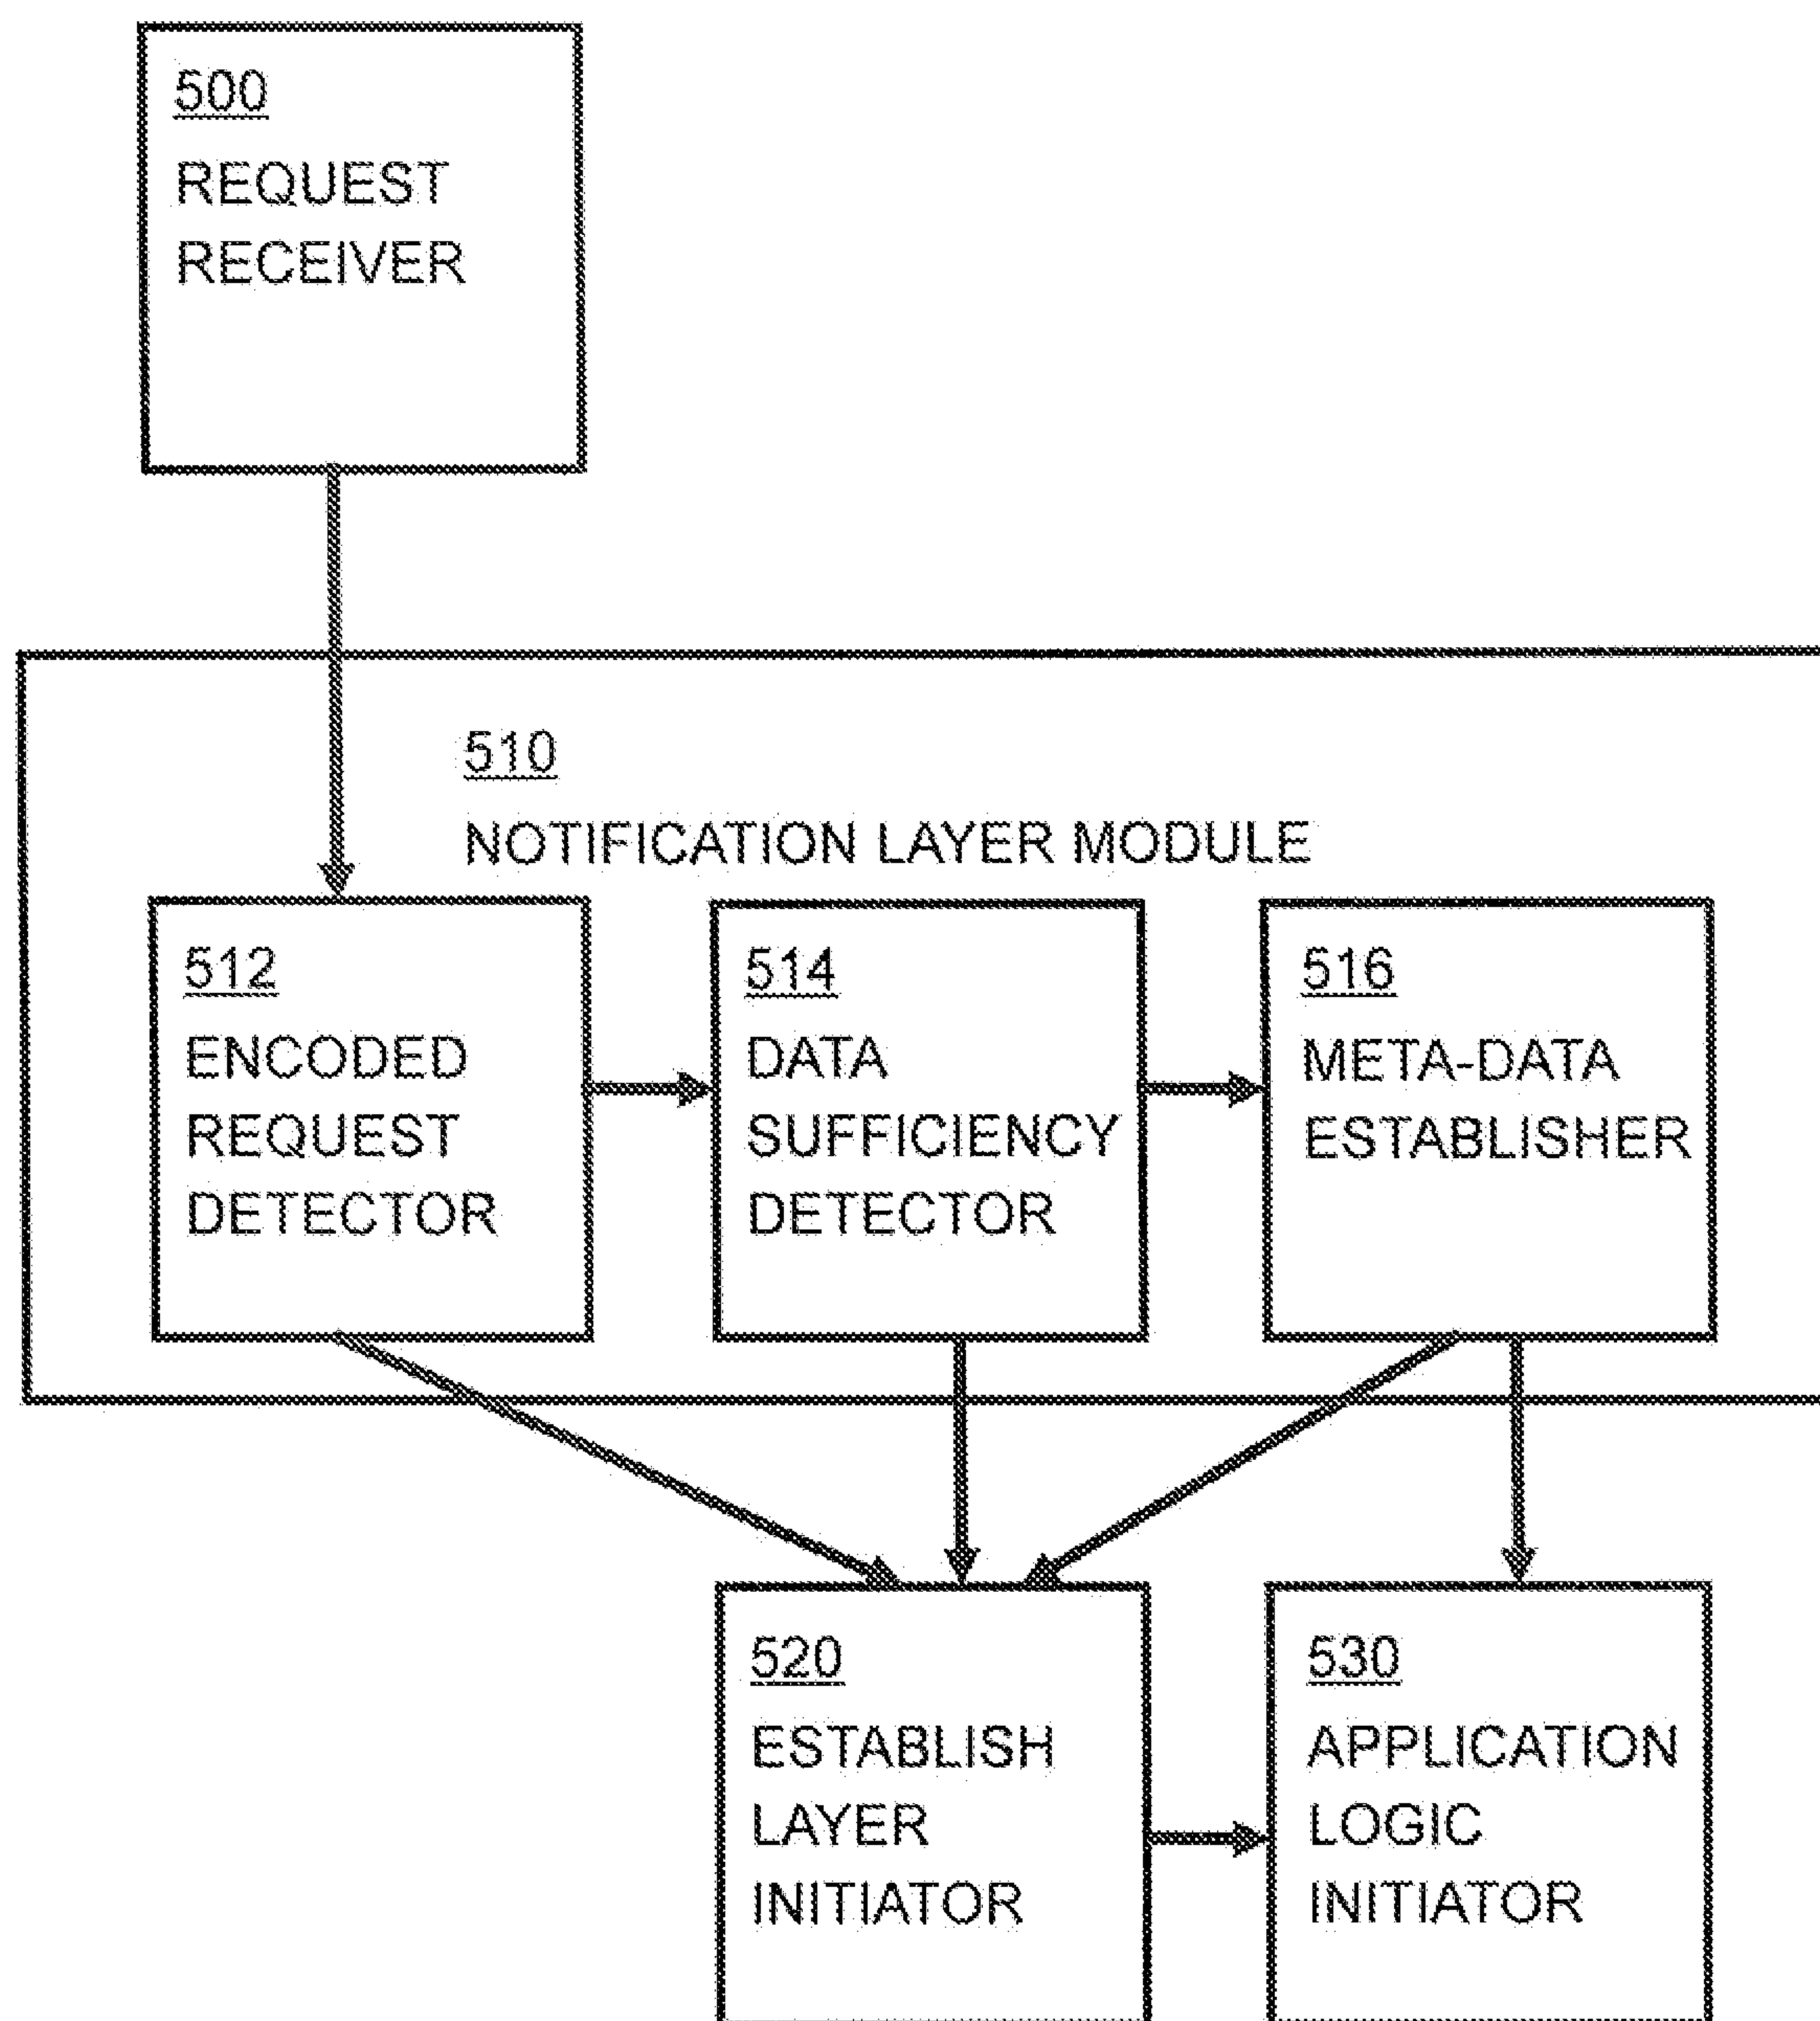 500
REQUEST
RECEIVER
510
NOTIFICATION LAYER MODULE
512
ENCODED
REQUEST
DETECTOR
514
DATA
SUFFICIENCY
DETECTOR
516
META-DATA
ESTABLISHER
520
ESTABLISH
LAYER
INITIATOR
530
APPLICATION
LOGIC
INITIATOR